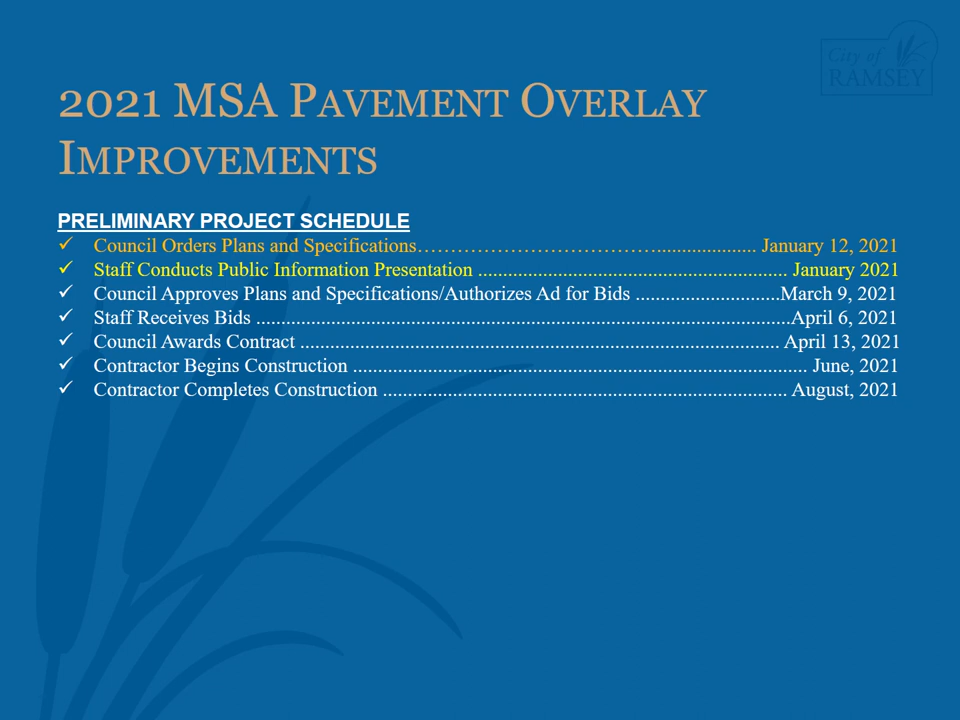 City of
RAMSEY
2021 MSA PAVEMENT OVERLAY
IMPROVEMENTS
PRELIMINARY PROJECT SCHEDULE
✓ Council Orders Plans and Specifications……………………………….................... January 12, 2021
✓ Staff Conducts Public Information Presentation .............................................................. January 2021
✓ Council Approves Plans and Specifications/Authorizes Ad for Bids .............................March 9, 2021
✓ Staff Receives Bids ...........................................................................................................April 6, 2021
✓ Council Awards Contract ................................................................................................ April 13, 2021
✓ Contractor Begins Construction ........................................................................................... June, 2021
✓ Contractor Completes Construction ................................................................................. August, 2021